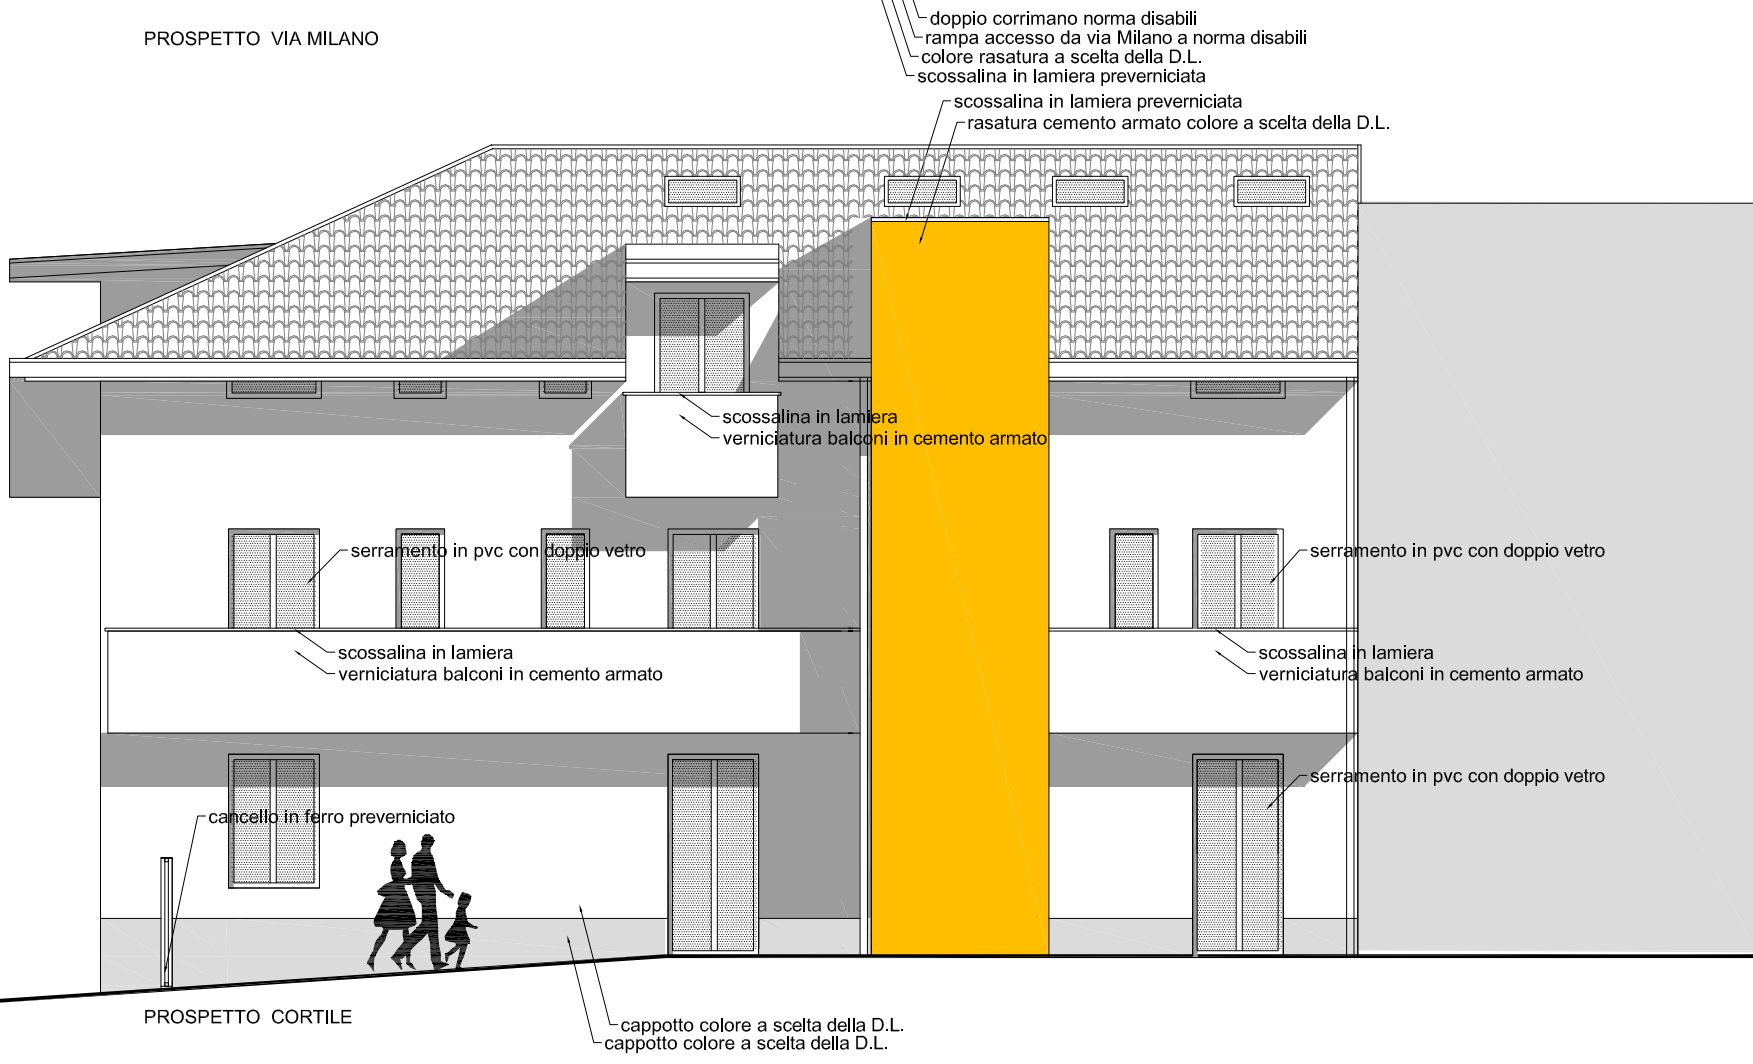 PROSPETTO VIA MILANO
doppio corrimano norma disabili
rampa accesso da via Milano a norma disabili
colore rasatura a scelta della D.L.
scossalina in lamiera preverniciata
scossalina in lamiera preverniciata
rasatura cemento armato colore a scelta della D.L.
scossalina in lamiera
verniciatura balconi in cemento armato
serramento in pvc con doppio vetro
serramento in pvc con doppio vetro
scossalina in lamiera
verniciatura balconi in cemento armato
scossalina in lamiera
verniciatura balconi in cemento armato
serramento in pvc con doppio vetro
cancello in ferro preverniciato
PROSPETTO CORTILE
cappotto colore a scelta della D.L.
cappotto colore a scelta della D.L.